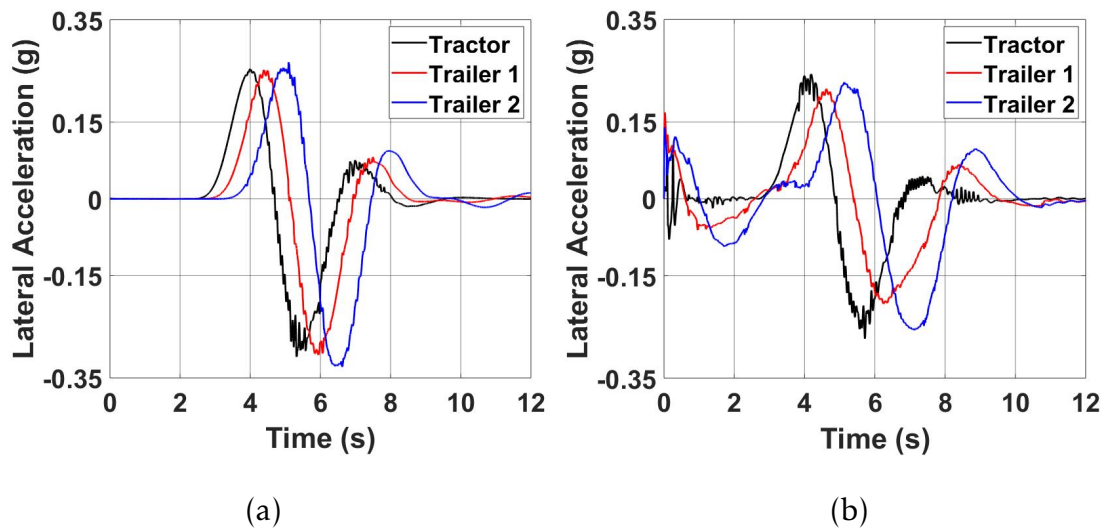 0.35
0.15
0
-0.15
-0.35
Lateral Acceleration (g)
Tractor
Trailer 1
Trailer 2
0 2 4 6 8 10 12
Time (s)
(a)
0.35
0.15
0
-0.15
-0.35
Lateral Acceleration (g)
Tractor
Trailer 1
Trailer 2
0 2 4 6 8 10 12
Time (s)
(b)